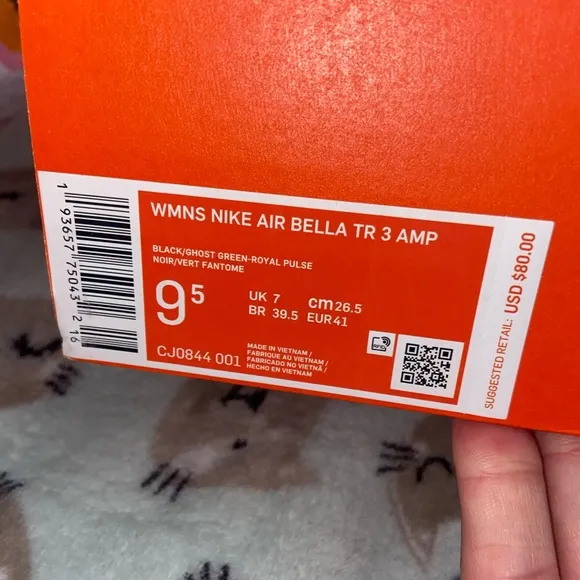 WMNS NIKE AIR BELLA TR 3 AMP
BLACK/GHOST GREEN-ROYAL PULSE
NOIR/VERT FANTOME
9⁵
UK 7 cm 26.5
BR 39.5 EUR 41
CJ0844 001
MADE IN VIETNAM /
FABRIQUE AU VIETNAM /
FABRICADO NO VIETNÃ /
HECHO EN VIETNAM
SUGGESTED RETAIL: USD $80.00
1 93657 75043 2 16